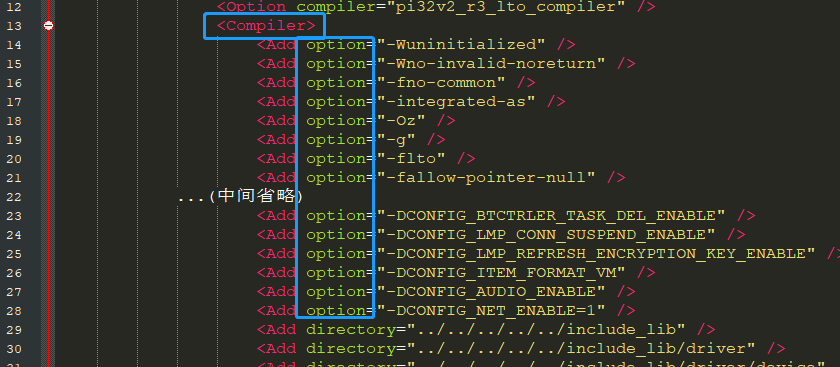 12 <Option compiler="pi32v2_r3_lto_compiler" />
13 <Compiler>
14 <Add option="-Wuninitialized" />
15 <Add option="-Wno-invalid-noreturn" />
16 <Add option="-fno-common" />
17 <Add option="-integrated-as" />
18 <Add option="-Oz" />
19 <Add option="-g" />
20 <Add option="-flto" />
21 <Add option="-fallow-pointer-null" />
22 ...(中间省略)
23 <Add option="-DCONFIG_BTCTRLER_TASK_DEL_ENABLE" />
24 <Add option="-DCONFIG_LMP_CONN_SUSPEND_ENABLE" />
25 <Add option="-DCONFIG_LMP_REFRESH_ENCRYPTION_KEY_ENABLE" />
26 <Add option="-DCONFIG_ITEM_FORMAT_VM" />
27 <Add option="-DCONFIG_AUDIO_ENABLE" />
28 <Add option="-DCONFIG_NET_ENABLE=1" />
29 <Add directory="../../../../../include_lib" />
30 <Add directory="../../../../../include_lib/driver" />